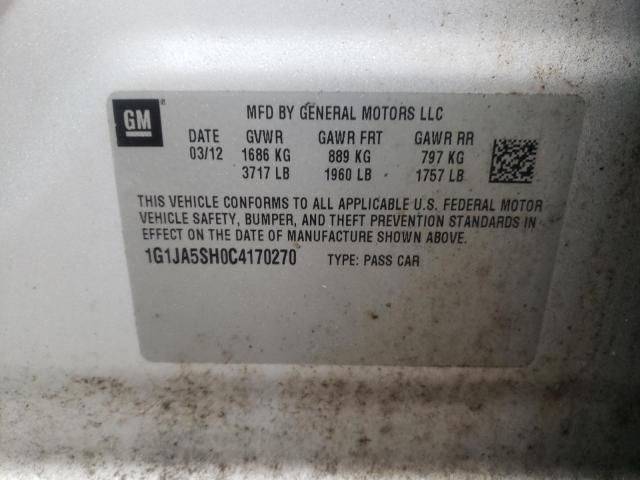 GM
MFD BY GENERAL MOTORS LLC
DATE GVWR GAWR FRT GAWR RR
03/12 1686 KG 889 KG 797 KG
3717 LB 1960 LB 1757 LB
THIS VEHICLE CONFORMS TO ALL APPLICABLE U.S. FEDERAL MOTOR
VEHICLE SAFETY, BUMPER, AND THEFT PREVENTION STANDARDS IN
EFFECT ON THE DATE OF MANUFACTURE SHOWN ABOVE.
1G1JA5SH0C4170270 TYPE: PASS CAR